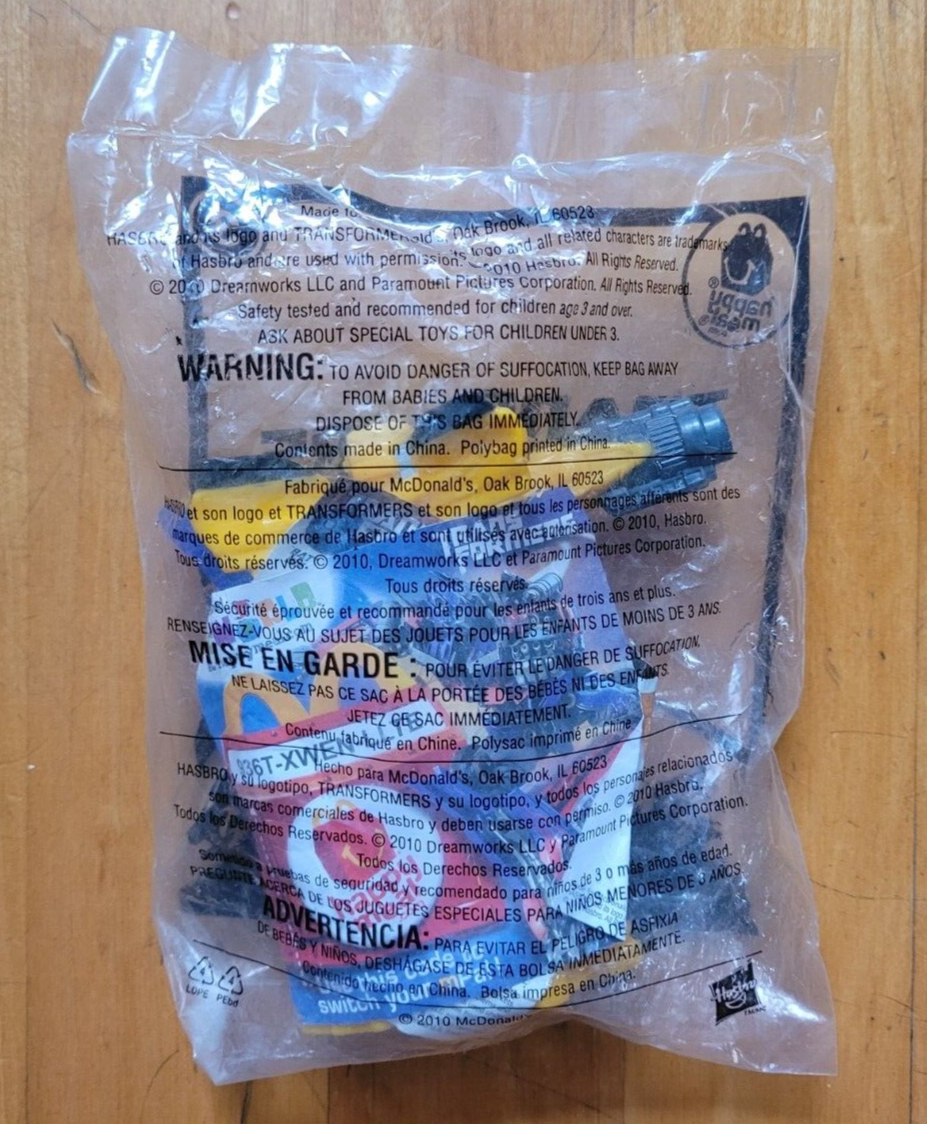 Made fo Oak Brook, IL 60523
HASBRO and its logo and TRANSFORMERS logo and all related characters are trademarks
of Hasbro and are used with permission. © 2010 Hasbro. All Rights Reserved.
© 2010 Dreamworks LLC and Paramount Pictures Corporation. All Rights Reserved.
Safety tested and recommended for children age 3 and over.
ASK ABOUT SPECIAL TOYS FOR CHILDREN UNDER 3.
happy meal
WARNING: TO AVOID DANGER OF SUFFOCATION, KEEP BAG AWAY
FROM BABIES AND CHILDREN.
DISPOSE OF THIS BAG IMMEDIATELY.
Contents made in China. Polybag printed in China.
Fabriqué pour McDonald's, Oak Brook, IL 60523
et son logo et TRANSFORMERS et son logo et tous les personnages afférents sont des
marques de commerce de Hasbro et sont utilisés avec autorisation. © 2010, Hasbro.
Tous droits réservés. © 2010, Dreamworks LLC et Paramount Pictures Corporation.
Tous droits réservés.
Sécurité éprouvée et recommandé pour les enfants de trois ans et plus.
RENSEIGNEZ-VOUS AU SUJET DES JOUETS POUR LES ENFANTS DE MOINS DE 3 ANS.
MISE EN GARDE : POUR ÉVITER LE DANGER DE SUFFOCATION,
NE LAISSEZ PAS CE SAC À LA PORTÉE DES BÉBÉS NI DES ENFANTS.
JETEZ CE SAC IMMÉDIATEMENT.
Contenu fabriqué en Chine. Polysac imprimé en Chine
Hecho para McDonald's, Oak Brook, IL 60523
HASBRO y su logotipo, TRANSFORMERS y su logotipo, y todos los personajes relacionados
son marcas comerciales de Hasbro y deben usarse con permiso. © 2010 Hasbro.
Todos los Derechos Reservados. © 2010 Dreamworks LLC y Paramount Pictures Corporation.
Todos los Derechos Reservados.
Sometido a pruebas de seguridad y recomendado para niños de 3 o más años de edad.
PREGUNTE ACERCA DE LOS JUGUETES ESPECIALES PARA NIÑOS MENORES DE 3 AÑOS
ADVERTENCIA: PARA EVITAR EL PELIGRO DE ASFIXIA
DE BEBÉS Y NIÑOS, DESHÁGASE DE ESTA BOLSA INMEDIATAMENTE.
Contenido hecho en China. Bolsa impresa en China.
© 2010 McDonald's
4 4
LDPE PEbd
Hasbro
switch your